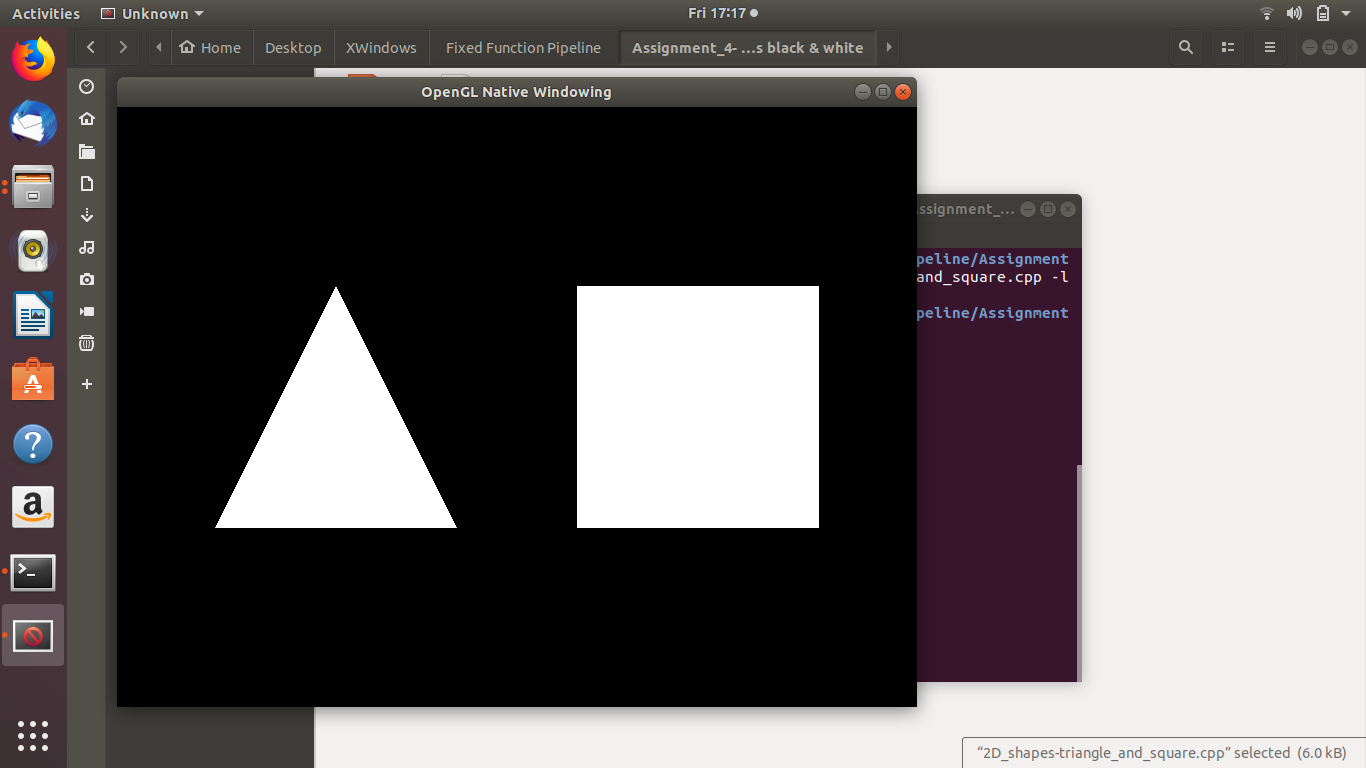 Activities Unknown Fri 17:17
Home Desktop XWindows Fixed Function Pipeline Assignment_4- ...s black & white
OpenGL Native Windowing
ssignment_...
peline/Assignment
and_square.cpp -l
peline/Assignment
“2D_shapes-triangle_and_square.cpp” selected (6.0 kB)